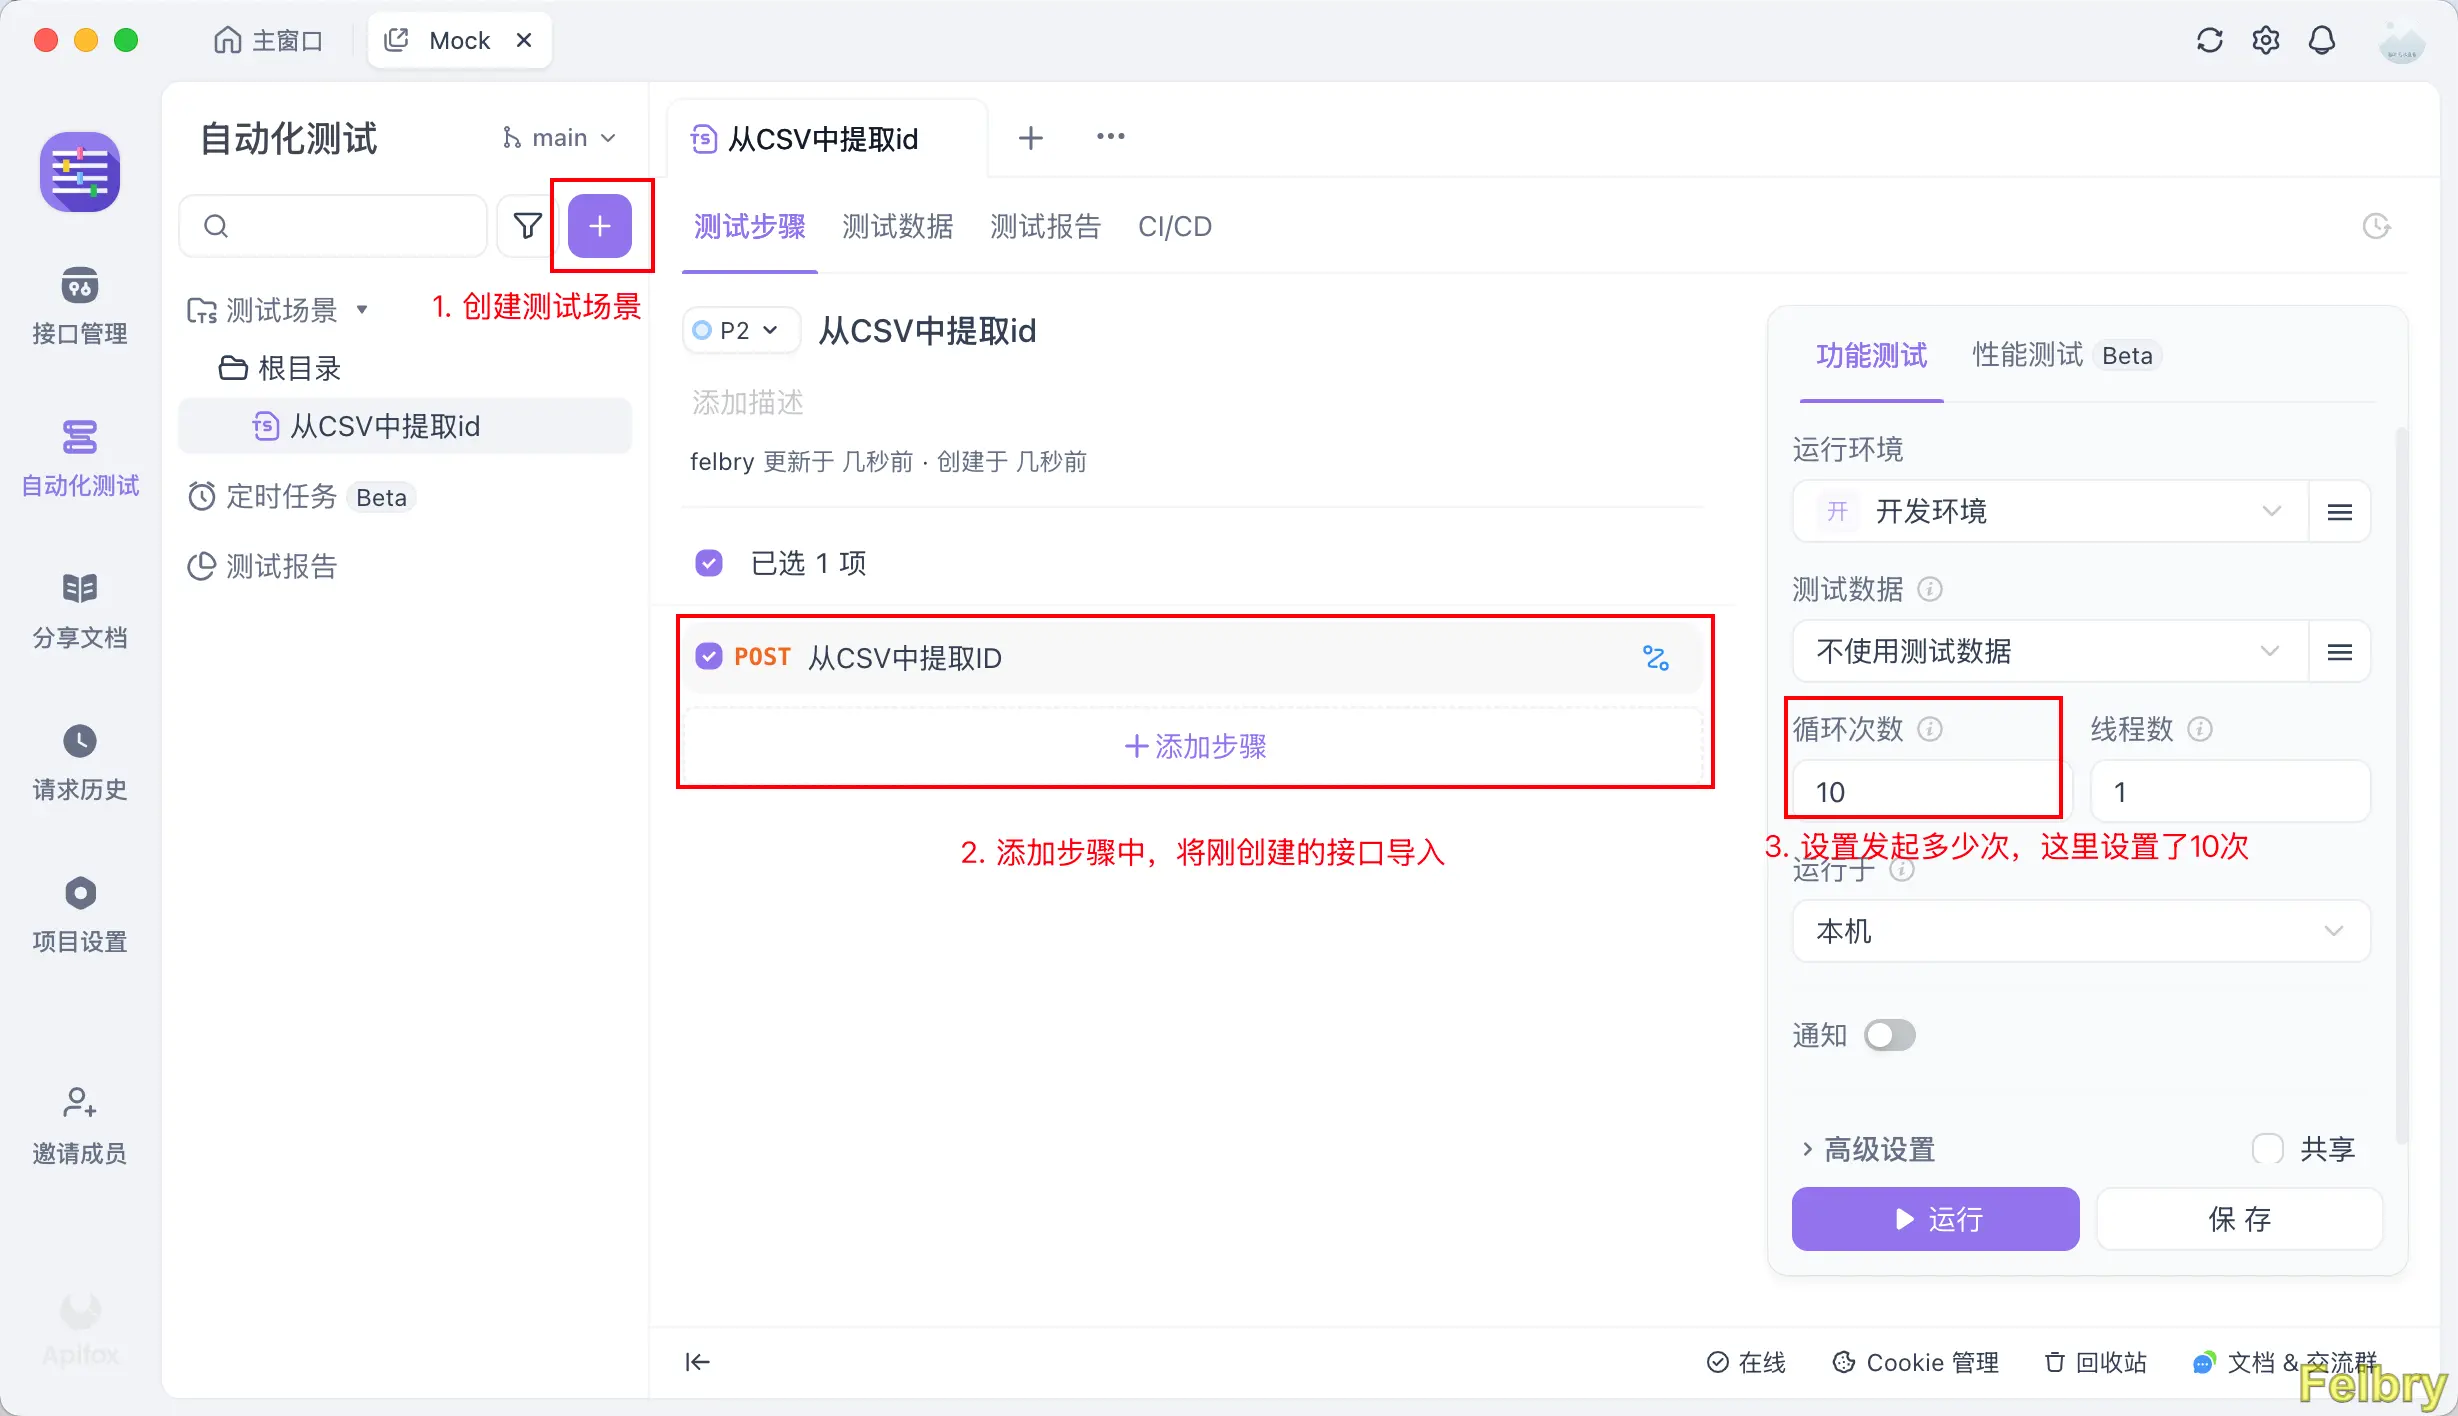 主窗口
Mock
自动化测试
main
从CSV中提取id
测试步骤
测试数据
测试报告
CI/CD
接口管理
自动化测试
分享文档
请求历史
项目设置
邀请成员
Apifox
测试场景
1. 创建测试场景
根目录
从CSV中提取id
定时任务 Beta
测试报告
P2
从CSV中提取id
添加描述
felbry 更新于 几秒前 · 创建于 几秒前
已选 1 项
POST 从CSV中提取ID
添加步骤
2. 添加步骤中，将刚创建的接口导入
功能测试
性能测试 Beta
运行环境
开 开发环境
测试数据
不使用测试数据
循环次数
线程数
10
1
3. 设置发起多少次，这里设置了10次
运行于
本机
通知
高级设置
共享
运行
保 存
在线
Cookie 管理
回收站
文档 & 交流群
Felbry